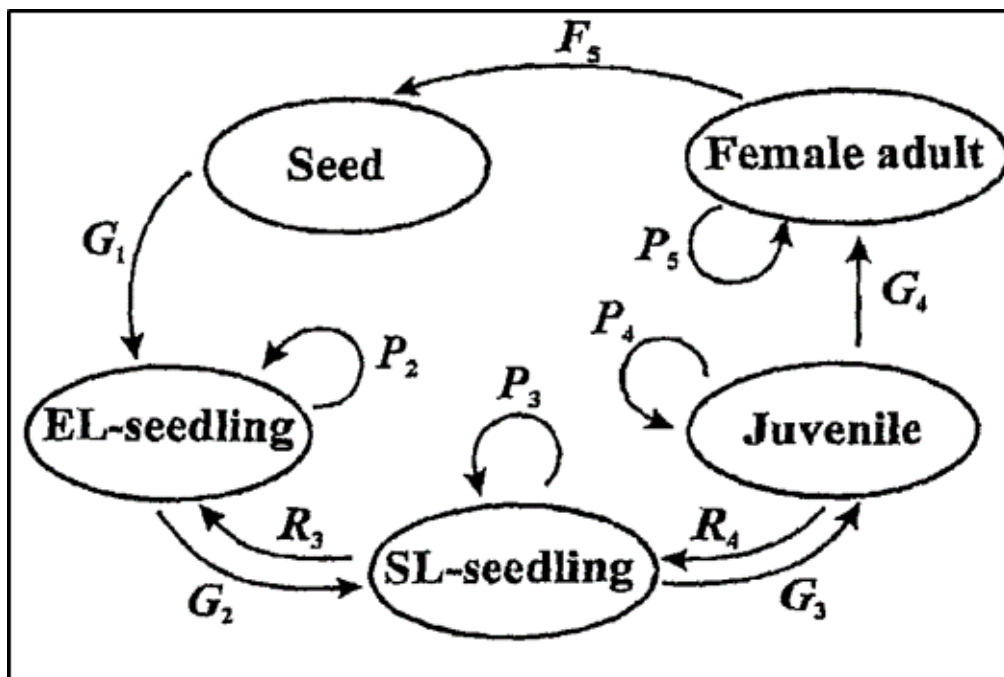 F₅
Seed
Female adult
G₁
P₅
G₄
P₄
P₂
P₃
EL-seedling
Juvenile
R₃
R₄
SL-seedling
G₂
G₃